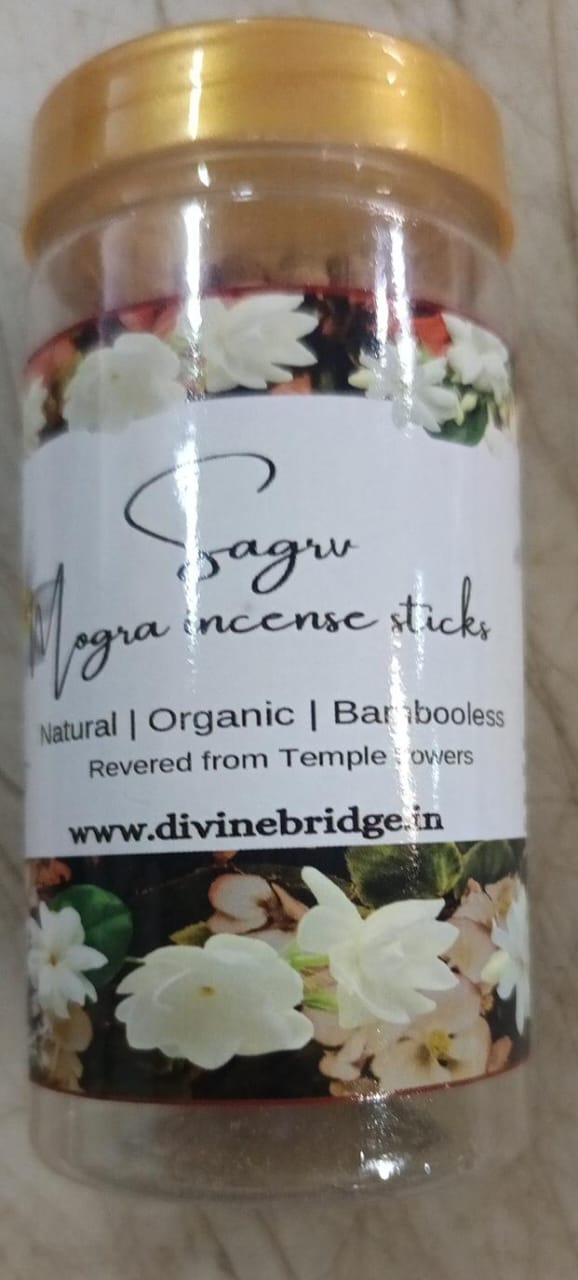 Sagrv
Mogra incense sticks
Natural | Organic | Bambooless
Revered from Temple
www.divinebridge.in